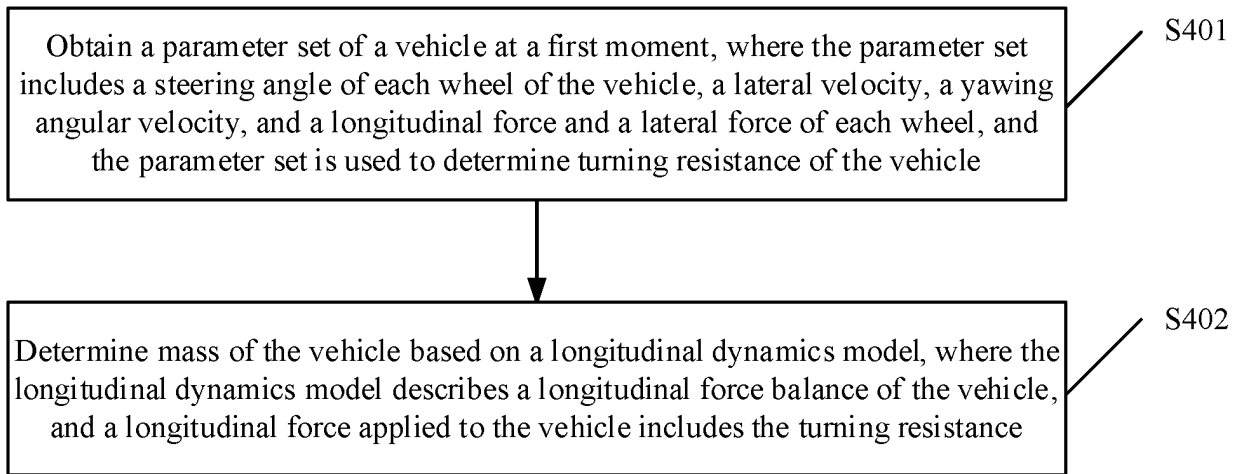 Obtain a parameter set of a vehicle at a first moment, where the parameter set
includes a steering angle of each wheel of the vehicle, a lateral velocity, a yawing
angular velocity, and a longitudinal force and a lateral force of each wheel, and
the parameter set is used to determine turning resistance of the vehicle
S401
Determine mass of the vehicle based on a longitudinal dynamics model, where the
longitudinal dynamics model describes a longitudinal force balance of the vehicle,
and a longitudinal force applied to the vehicle includes the turning resistance
S402